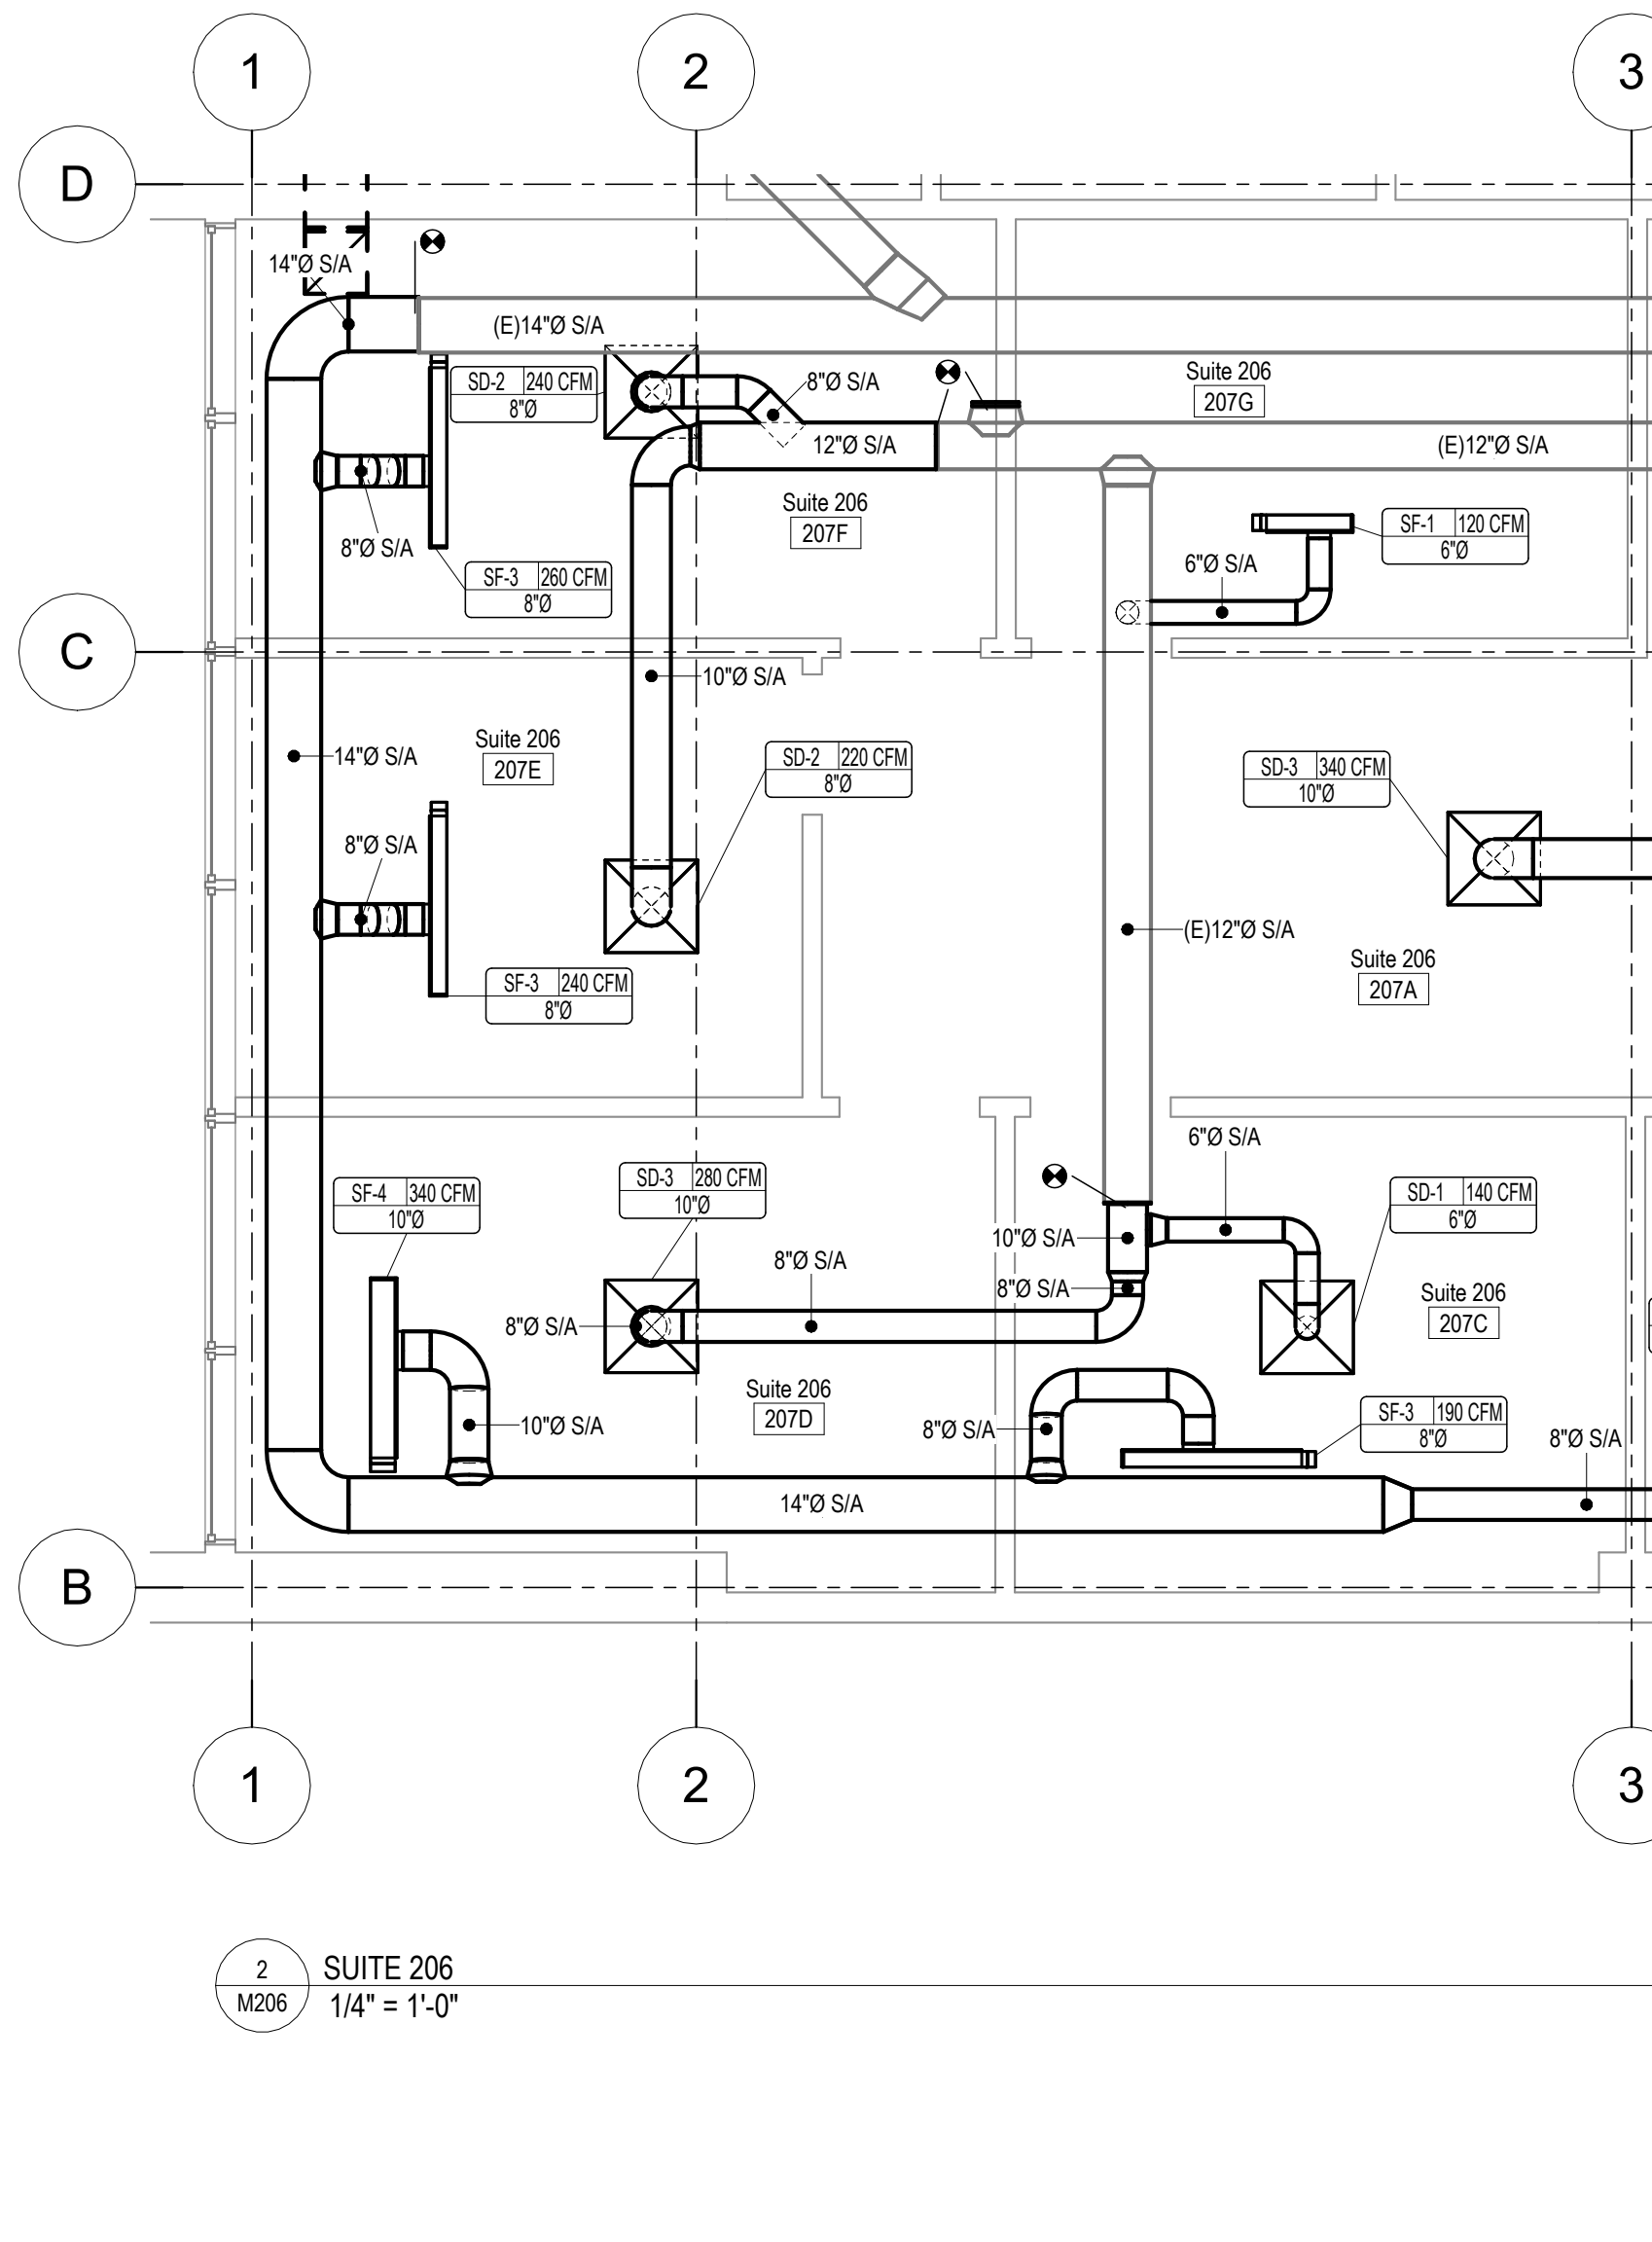 1
2
3
D
14"Ø S/A
(E)14"Ø S/A
SD-2 240 CFM
8"Ø
8"Ø S/A
Suite 206
207G
12"Ø S/A
(E)12"Ø S/A
Suite 206
207F
SF-1 120 CFM
6"Ø
8"Ø S/A
6"Ø S/A
SF-3 260 CFM
8"Ø
C
10"Ø S/A
Suite 206
207E
14"Ø S/A
SD-2 220 CFM
8"Ø
SD-3 340 CFM
10"Ø
8"Ø S/A
(E)12"Ø S/A
Suite 206
207A
SF-3 240 CFM
8"Ø
6"Ø S/A
SF-4 340 CFM
10"Ø
SD-3 280 CFM
10"Ø
SD-1 140 CFM
6"Ø
10"Ø S/A
8"Ø S/A
8"Ø S/A
8"Ø S/A
Suite 206
207C
Suite 206
207D
10"Ø S/A
8"Ø S/A
SF-3 190 CFM
8"Ø
8"Ø S/A
14"Ø S/A
B
1
2
3
2
M206
SUITE 206
1/4" = 1'-0"